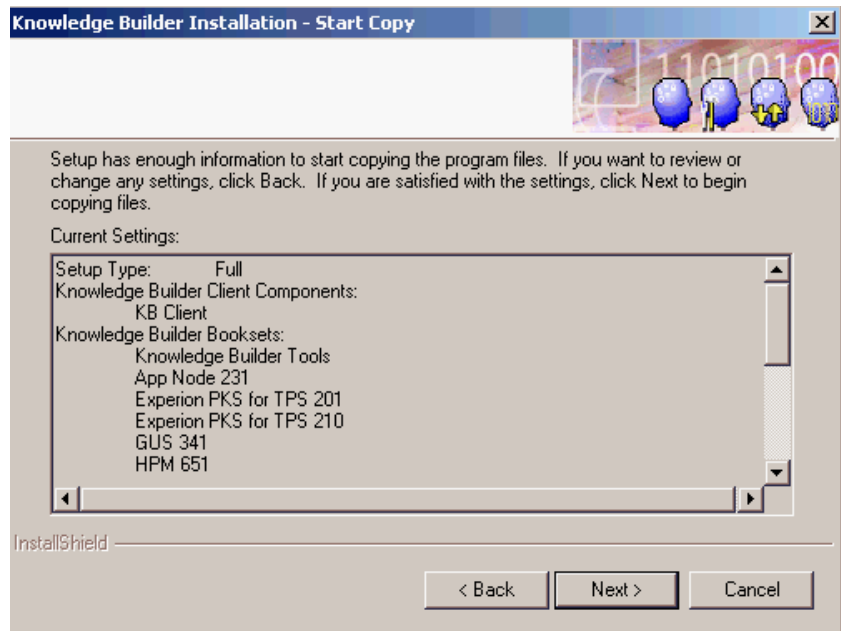 Knowledge Builder Installation - Start Copy
11010100
Setup has enough information to start copying the program files. If you want to review or
change any settings, click Back. If you are satisfied with the settings, click Next to begin
copying files.
Current Settings:
Setup Type: Full
Knowledge Builder Client Components:
KB Client
Knowledge Builder Booksets:
Knowledge Builder Tools
App Node 231
Experion PKS for TPS 201
Experion PKS for TPS 210
GUS 341
HPM 651
InstallShield
< Back
Next >
Cancel